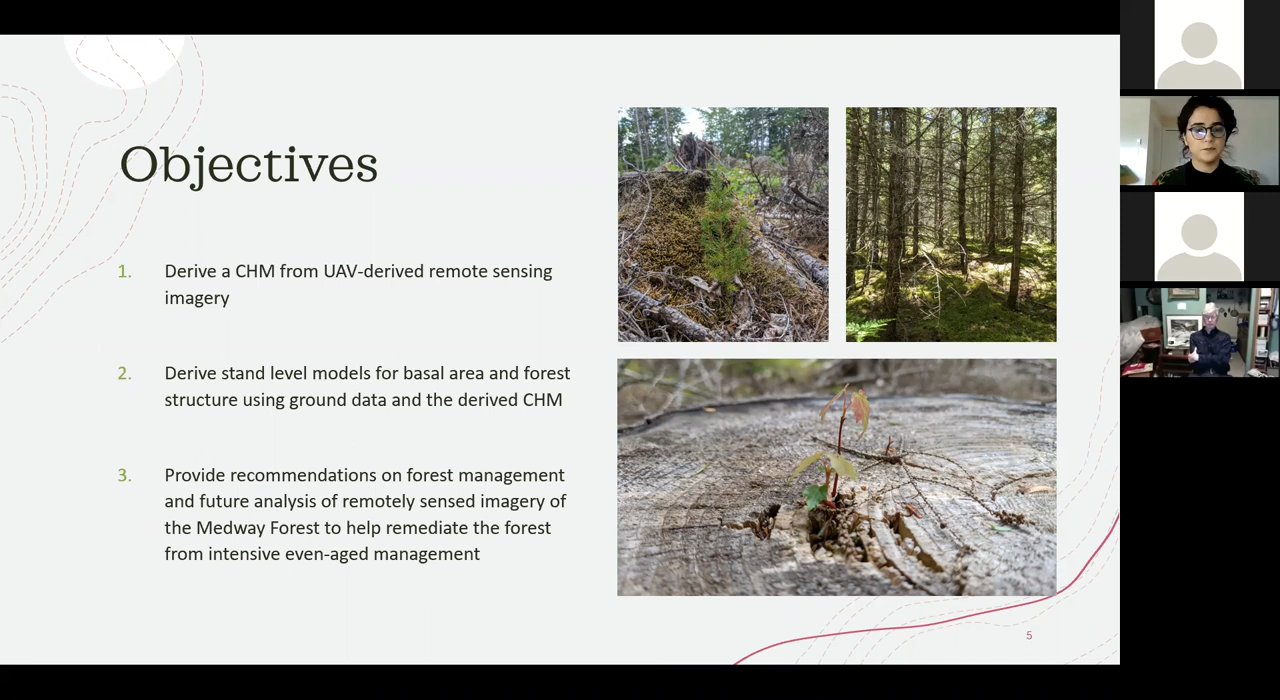 Objectives
1. Derive a CHM from UAV-derived remote sensing
imagery
2. Derive stand level models for basal area and forest
structure using ground data and the derived CHM
3. Provide recommendations on forest management
and future analysis of remotely sensed imagery of
the Medway Forest to help remediate the forest
from intensive even-aged management
5